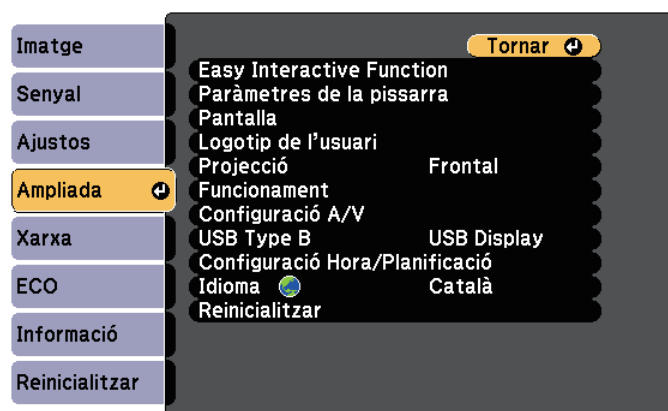 Imatge
Senyal
Ajustos
Ampliada
Xarxa
ECO
Informació
Reinicialitzar
Tornar
Easy Interactive Function
Paràmetres de la pissarra
Pantalla
Logotip de l'usuari
Projecció Frontal
Funcionament
Configuració A/V
USB Type B USB Display
Configuració Hora/Planificació
Idioma Català
Reinicialitzar